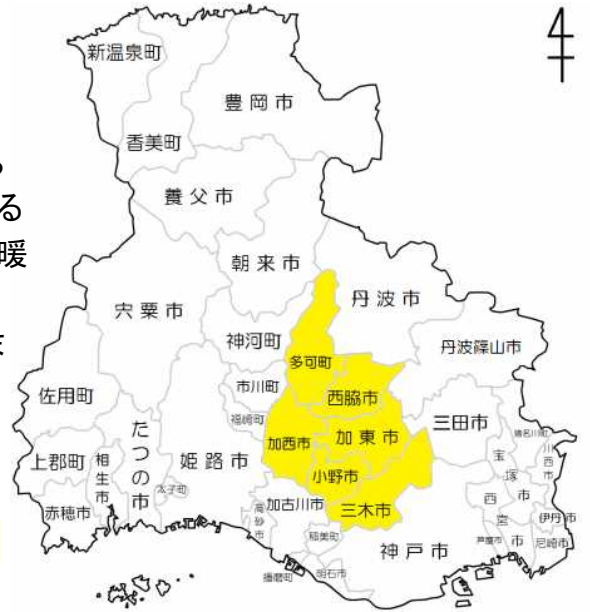 新温泉町
豊岡市
香美町
る
養父市
暖
朝来市
丹波市
宍粟市
神河町
丹波篠山市
多可町
市川町
西脇市
佐用町
福崎町
三田市
猪名川町
たつの市
加西市
加東市
川西市
上郡町
相生市
姫路市
宝塚市
小野市
太子町
赤穂市
高砂市
加古川市
三木市
西宮市
伊丹市
稲美町
神戸市
芦屋市
尼崎市
播磨町
明石市